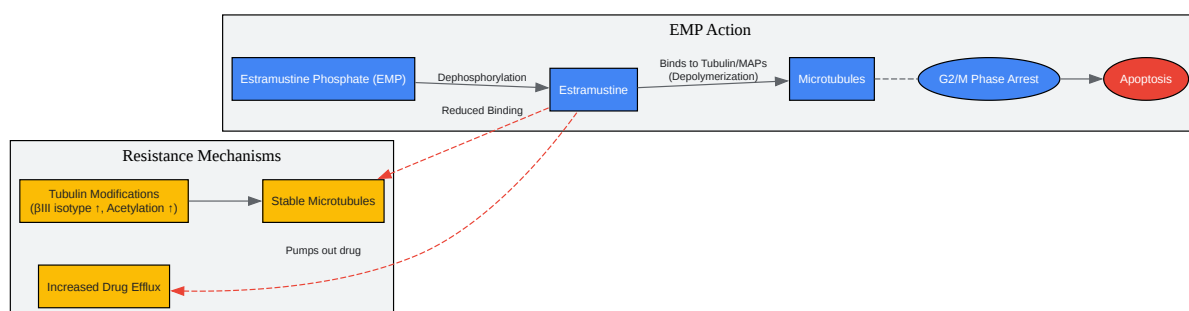 EMP Action
Estramustine Phosphate (EMP)
Dephosphorylation
Estramustine
Binds to Tubulin/MAPs
(Depolymerization)
Microtubules
G2/M Phase Arrest
Apoptosis
Reduced Binding
Resistance Mechanisms
Tubulin Modifications
(βIII isotype ↑, Acetylation ↑)
Stable Microtubules
Pumps out drug
Increased Drug Efflux